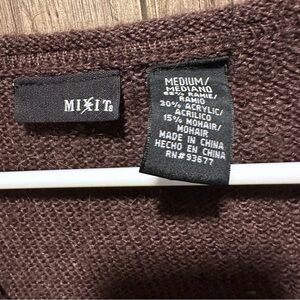 MIXIT
MEDIUM/
MEDIANO
55% RAMIE/
RAMIO
30% ACRYLIC/
ACRILICO
15% MOHAIR/
MOHAIR
MADE IN CHINA
HECHO EN CHINA
RN#93677